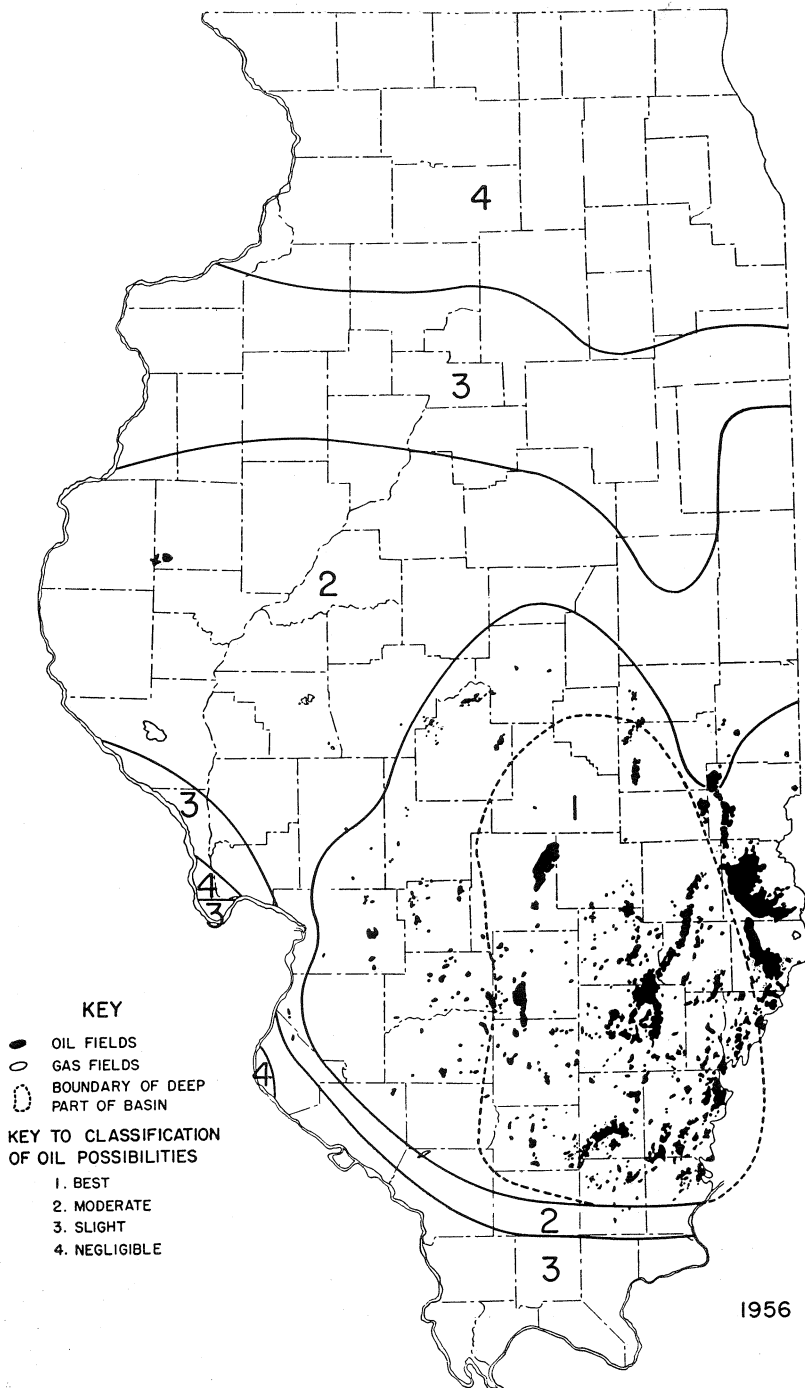 4
3
2
1
3
4
3
KEY
OIL FIELDS
GAS FIELDS
BOUNDARY OF DEEP
PART OF BASIN
4
KEY TO CLASSIFICATION
OF OIL POSSIBILITIES
1. BEST
2. MODERATE
3. SLIGHT
4. NEGLIGIBLE
2
3
1956